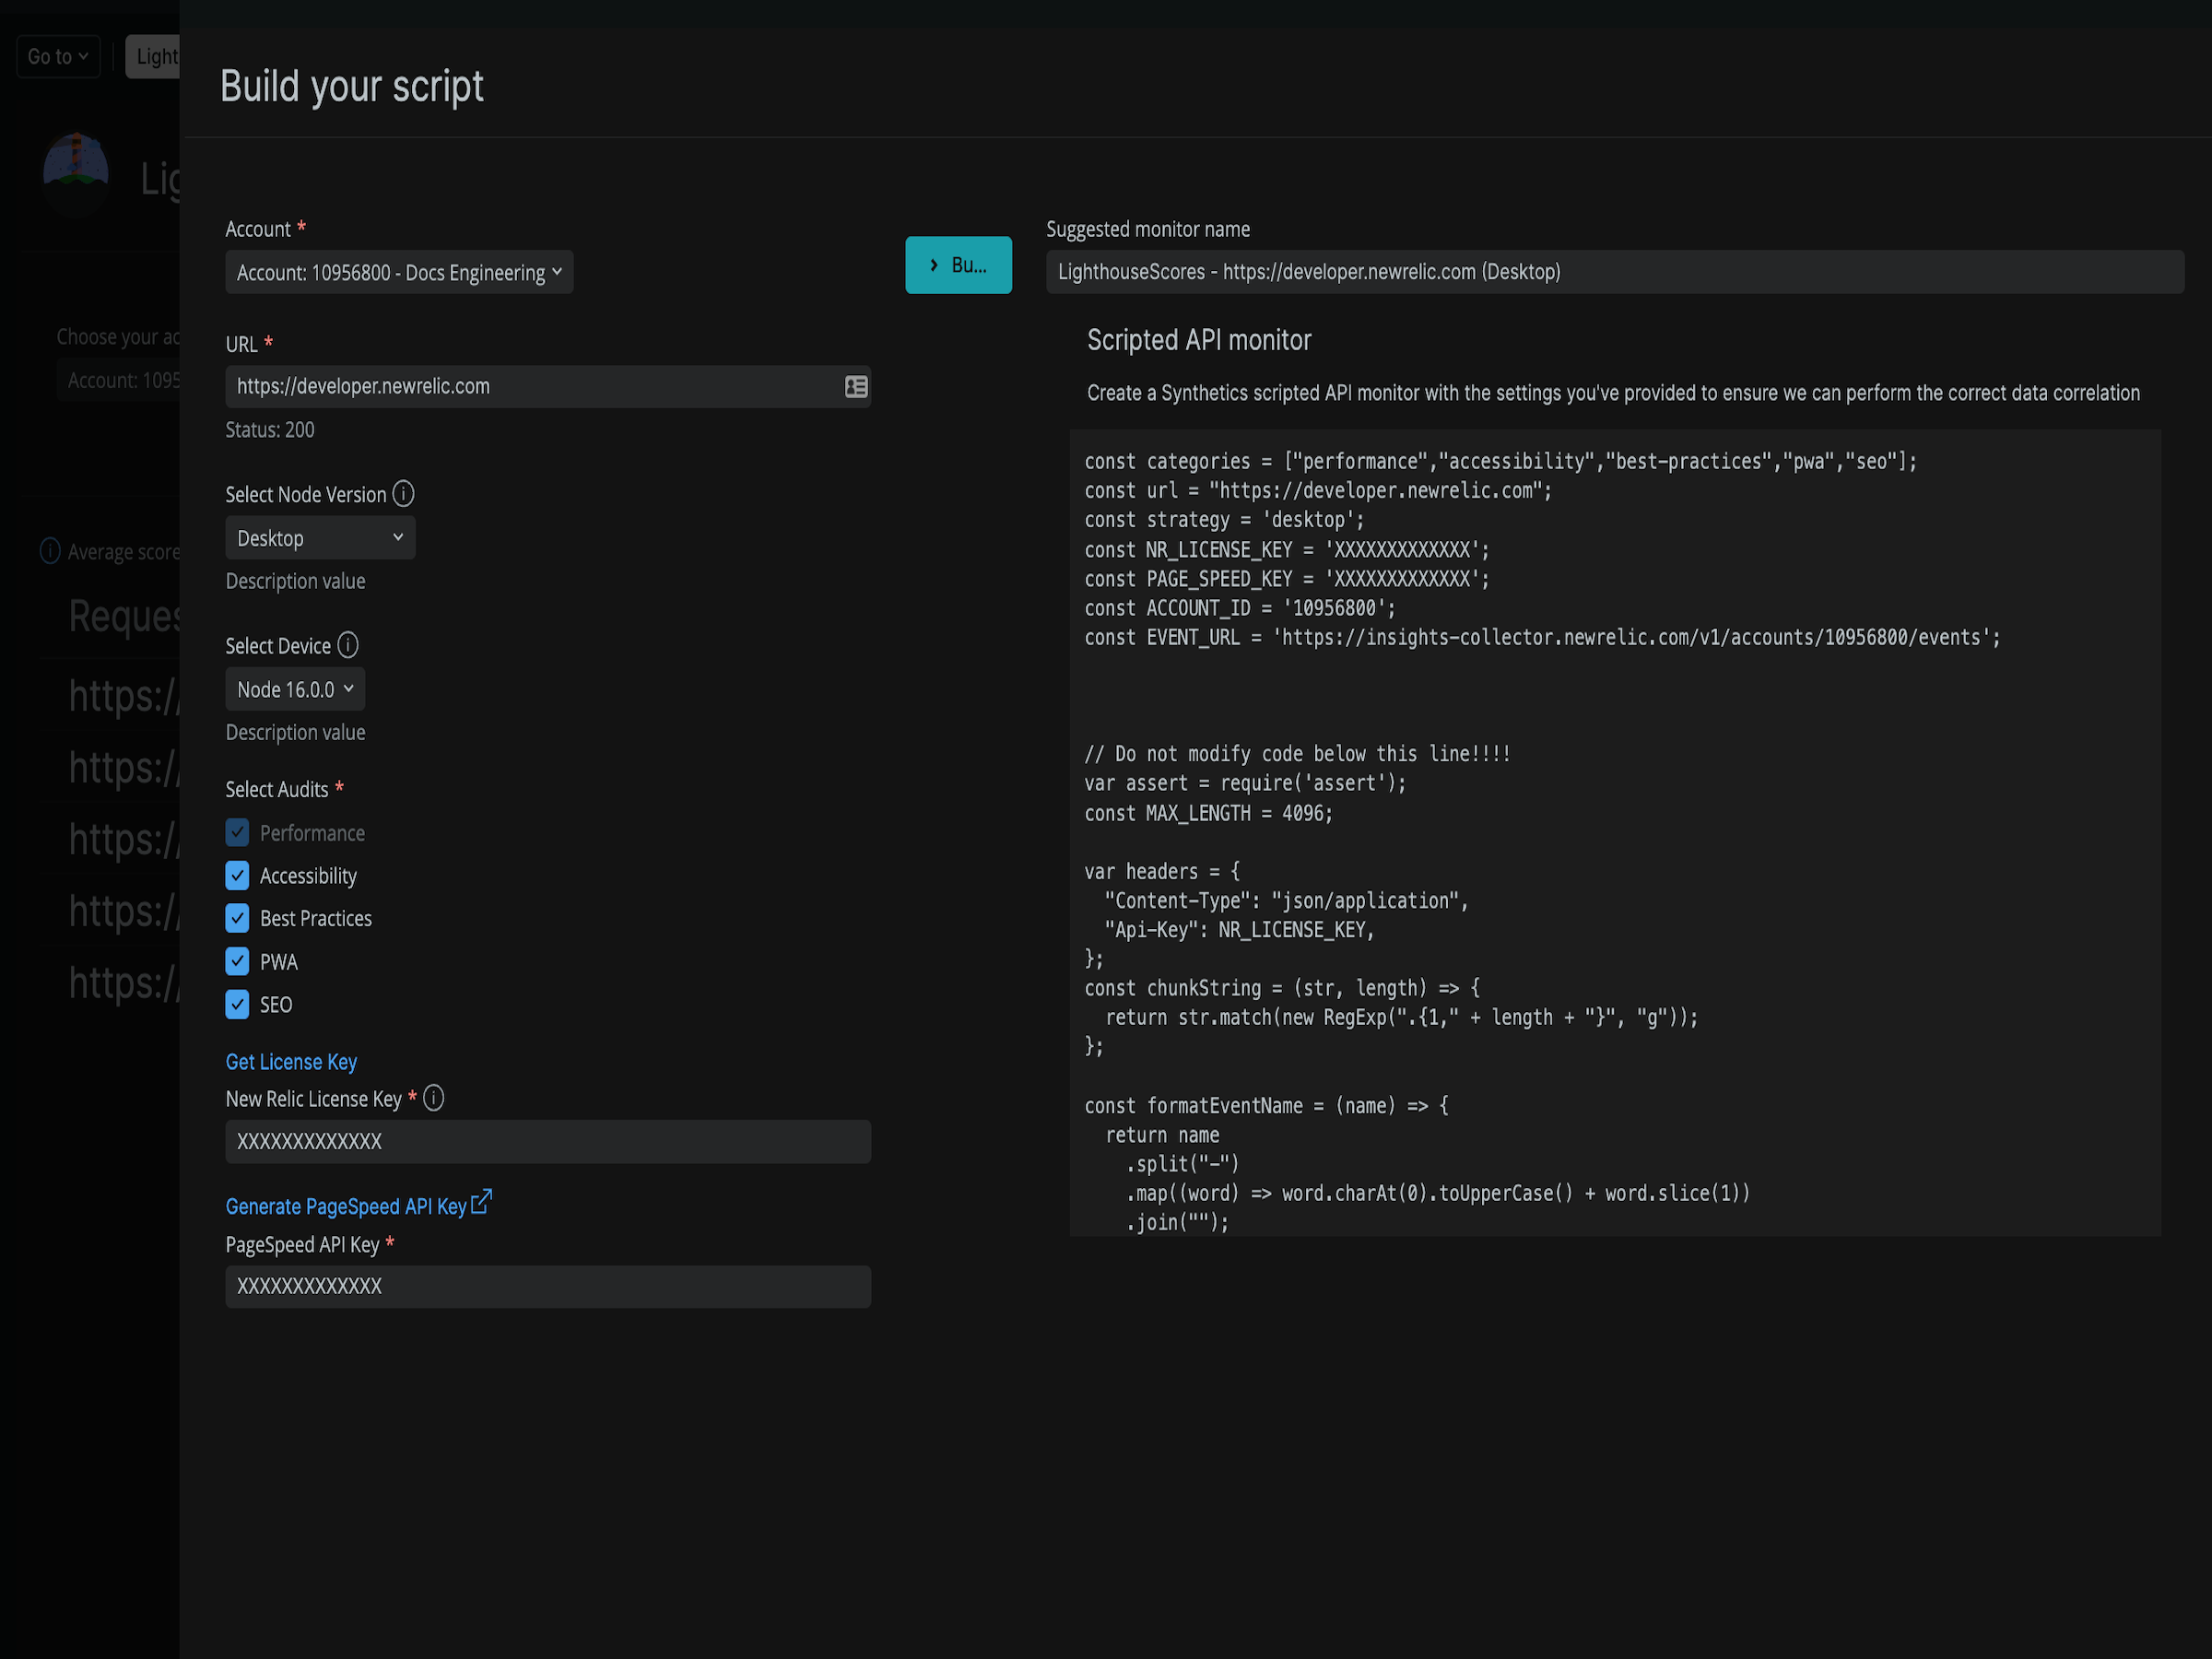 Go to
Light
Build your script
Lig
Account *
Account: 10956800 - Docs Engineering
Bu...
Suggested monitor name
LighthouseScores - https://developer.newrelic.com (Desktop)
Choose your ac
Account: 1095
URL *
https://developer.newrelic.com
Status: 200
Select Node Version
Desktop
Description value
Average score
Reques
https://
https://
https://
https://
https://
Select Device
Node 16.0.0
Description value
Select Audits *
Performance
Accessibility
Best Practices
PWA
SEO
Get License Key
New Relic License Key *
XXXXXXXXXXXXX
Generate PageSpeed API Key
PageSpeed API Key *
XXXXXXXXXXXXX
Scripted API monitor
Create a Synthetics scripted API monitor with the settings you've provided to ensure we can perform the correct data correlation
const categories = ["performance","accessibility","best-practices","pwa","seo"];
const url = "https://developer.newrelic.com";
const strategy = 'desktop';
const NR_LICENSE_KEY = 'XXXXXXXXXXXXX';
const PAGE_SPEED_KEY = 'XXXXXXXXXXXXX';
const ACCOUNT_ID = '10956800';
const EVENT_URL = 'https://insights-collector.newrelic.com/v1/accounts/10956800/events';
// Do not modify code below this line!!!!
var assert = require('assert');
const MAX_LENGTH = 4096;
var headers = {
"Content-Type": "json/application",
"Api-Key": NR_LICENSE_KEY,
};
const chunkString = (str, length) => {
return str.match(new RegExp(".{1," + length + "}", "g"));
};
const formatEventName = (name) => {
return name
.split("-")
.map((word) => word.charAt(0).toUpperCase() + word.slice(1))
.join("");